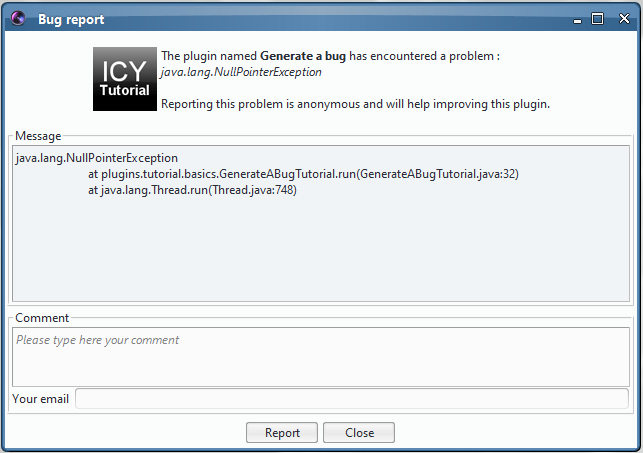 Bug report
ICY
Tutorial
The plugin named Generate a bug has encountered a problem :
java.lang.NullPointerException
Reporting this problem is anonymous and will help improving this plugin.
Message
java.lang.NullPointerException
at plugins.tutorial.basics.GenerateABugTutorial.run(GenerateABugTutorial.java:32)
at java.lang.Thread.run(Thread.java:748)
Comment
Please type here your comment
Your email
Report Close